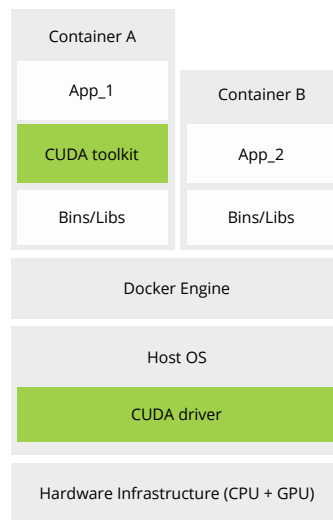 Container A
App_1
CUDA toolkit
Bins/Libs
Container B
App_2
Bins/Libs
Docker Engine
Host OS
CUDA driver
Hardware Infrastructure (CPU + GPU)